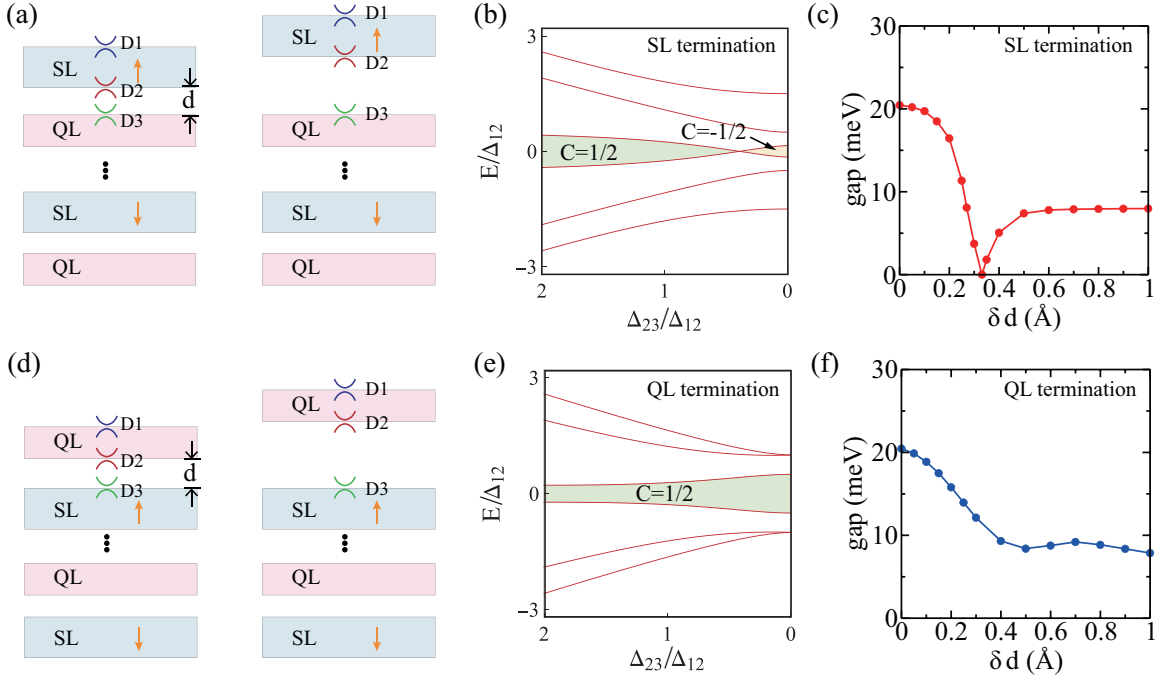 (a)
D1
SL
D2
d
QL
D3
SL
QL
D1
SL
D2
QL
D3
SL
QL
(b)
3
SL termination
C=-1/2
E/Δ12
0
C=1/2
−3
2
1
0
Δ23/Δ12
(c)
30
SL termination
gap (meV)
20
10
0
0 0.2 0.4 0.6 0.8 1
δ d (Å)
(d)
QL
D1
D2
d
D3
SL
QL
SL
D1
QL
D2
D3
SL
QL
SL
(e)
3
QL termination
E/Δ12
0
C=1/2
−3
2
1
0
Δ23/Δ12
(f)
30
QL termination
gap (meV)
20
10
0
0 0.2 0.4 0.6 0.8 1
δ d (Å)